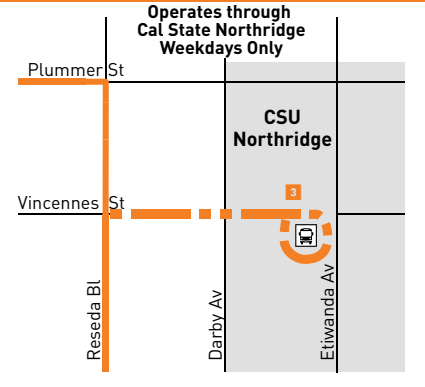 Operates through
Cal State Northridge
Weekdays Only
Plummer St
CSU
Northridge
3
Vincennes St
Reseda Bl
Darby Av
Etiwanda Av